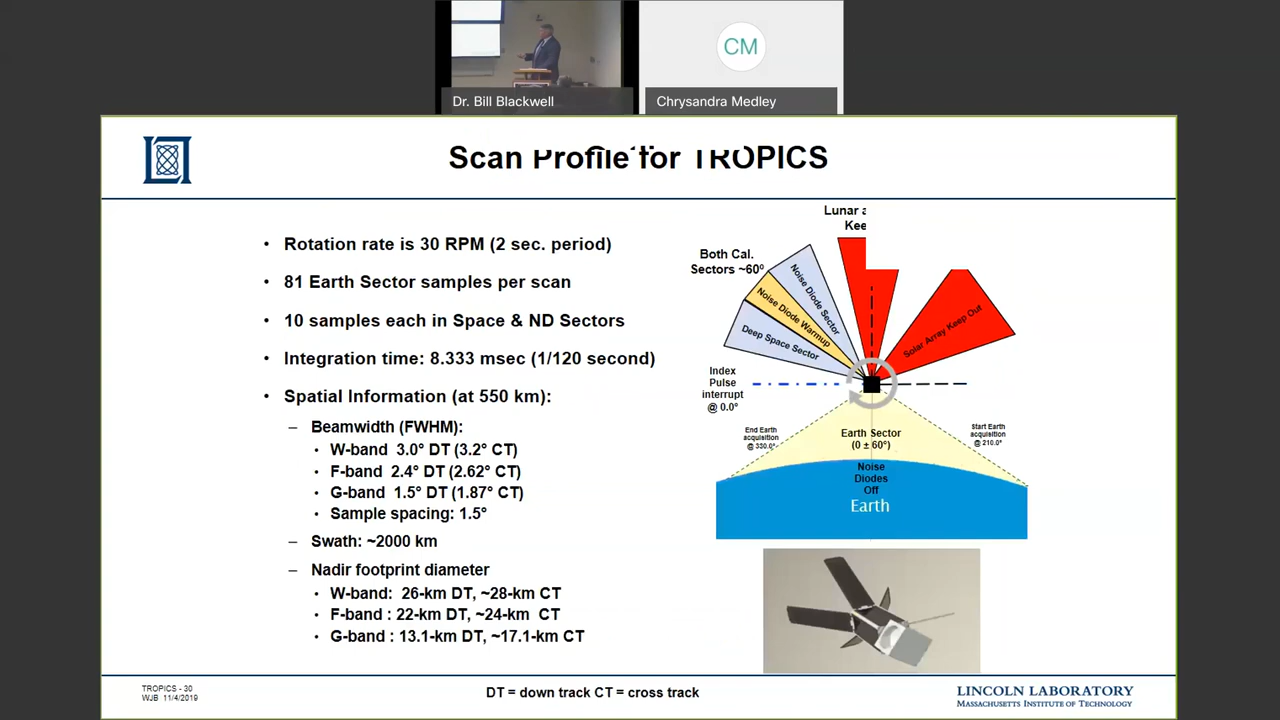 Dr. Bill Blackwell
CM
Chrysandra Medley
Scan Profile for TROPICS
• Rotation rate is 30 RPM (2 sec. period)
• 81 Earth Sector samples per scan
• 10 samples each in Space & ND Sectors
• Integration time: 8.333 msec (1/120 second)
• Spatial Information (at 550 km):
– Beamwidth (FWHM):
• W-band 3.0° DT (3.2° CT)
• F-band 2.4° DT (2.62° CT)
• G-band 1.5° DT (1.87° CT)
• Sample spacing: 1.5°
– Swath: ~2000 km
– Nadir footprint diameter
• W-band: 26-km DT, ~28-km CT
• F-band : 22-km DT, ~24-km CT
• G-band : 13.1-km DT, ~17.1-km CT
Lunar
Both Cal.
Sectors ~60°
Noise Diode Sector
Noise Diode Warmup
Deep Space Sector
Solar Array Keep Out
Index
Pulse
interrupt
@ 0.0°
End Earth
acquisition
@ 330.0°
Earth Sector
(0 ± 60°)
Start Earth
acquisition
@ 210.0°
Noise
Diodes
Off
Earth
TROPICS - 30
WJB 11/4/2019
DT = down track CT = cross track
LINCOLN LABORATORY
MASSACHUSETTS INSTITUTE OF TECHNOLOGY